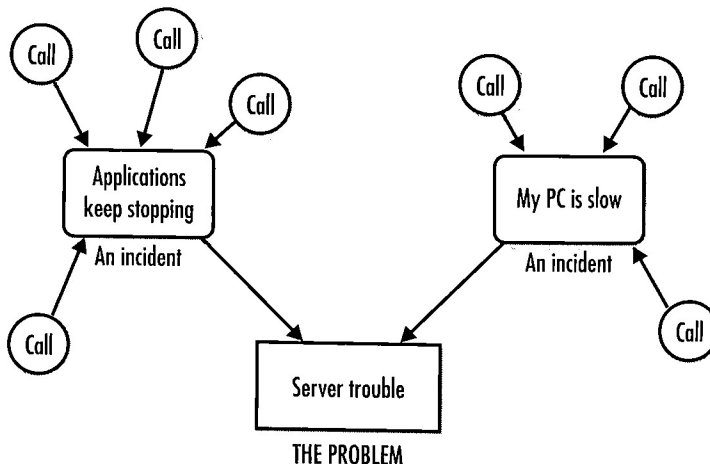 Call
Call
Call
Call
Call
Applications
keep stopping
My PC is slow
An incident
An incident
Call
Call
Server trouble
THE PROBLEM